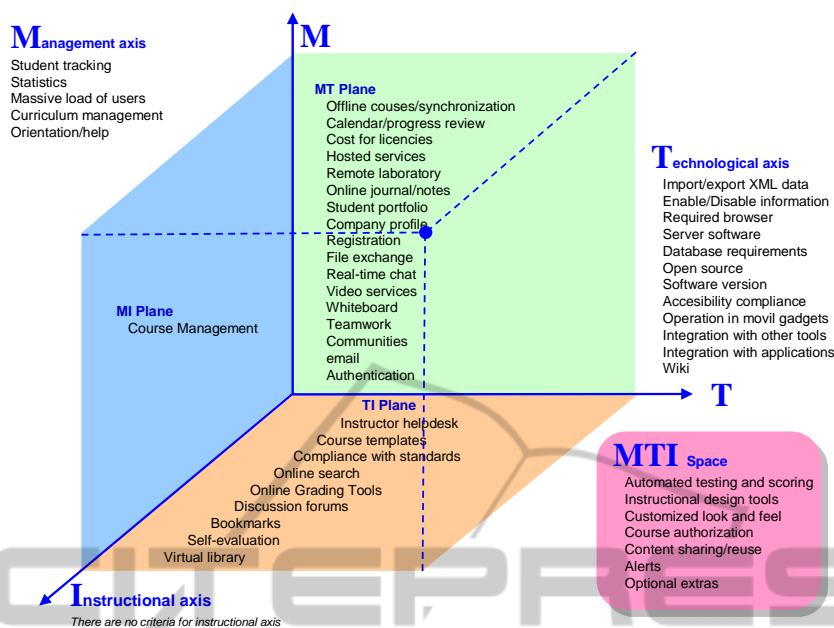 Management axis
Student tracking
Statistics
Massive load of users
Curriculum management
Orientation/help
M
MT Plane
Offline couses/synchronization
Calendar/progress review
Cost for licencies
Hosted services
Remote laboratory
Online journal/notes
Student portfolio
Company profile
Registration
File exchange
Real-time chat
Video services
Whiteboard
Teamwork
Communities
email
Authentication
Technological axis
Import/export XML data
Enable/Disable information
Required browser
Server software
Database requirements
Open source
Software version
Accesibility compliance
Operation in movil gadgets
Integration with other tools
Integration with applications
Wiki
T
MI Plane
Course Management
TI Plane
Instructor helpdesk
Course templates
Compliance with standards
Online search
Online Grading Tools
Discussion forums
Bookmarks
Self-evaluation
Virtual library
MTI Space
Automated testing and scoring
Instructional design tools
Customized look and feel
Course authorization
Content sharing/reuse
Alerts
Optional extras
Instructional axis
There are no criteria for instructional axis